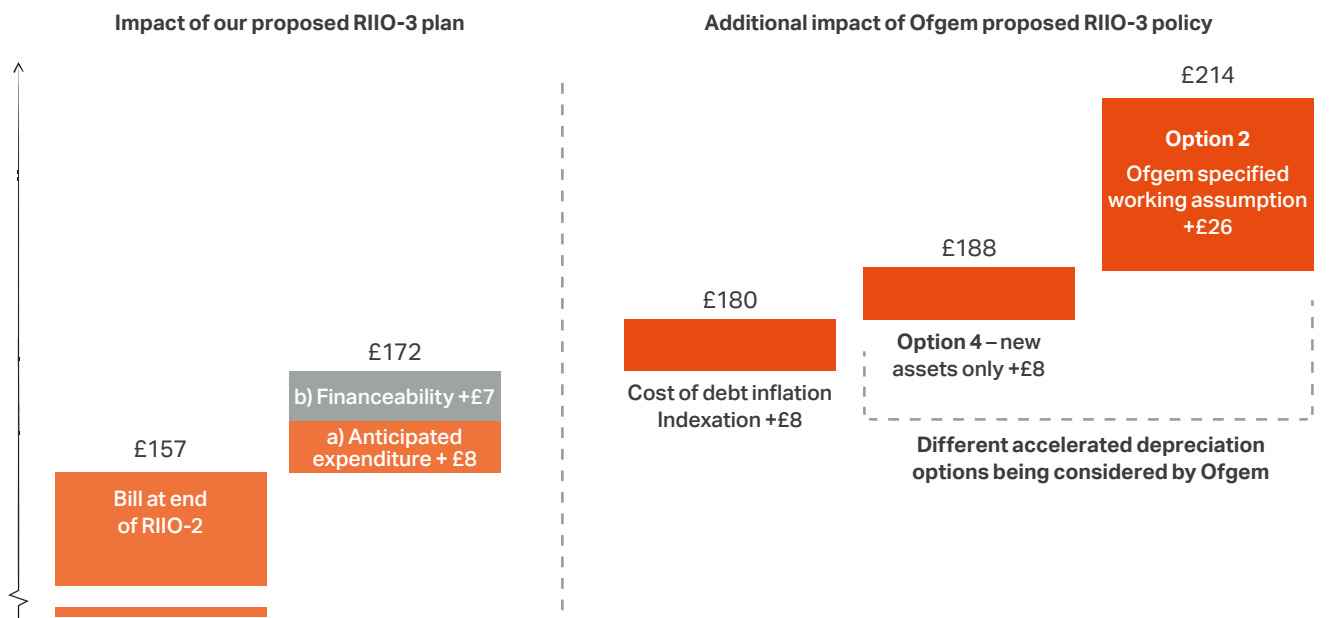 Impact of our proposed RIIO-3 plan
£157
Bill at end
of RIIO-2
£172
b) Financeability +£7
a) Anticipated
expenditure + £8
Additional impact of Ofgem proposed RIIO-3 policy
£180
Cost of debt inflation
Indexation +£8
£188
Option 4 – new
assets only +£8
£214
Option 2
Ofgem specified
working assumption
+£26
Different accelerated depreciation
options being considered by Ofgem